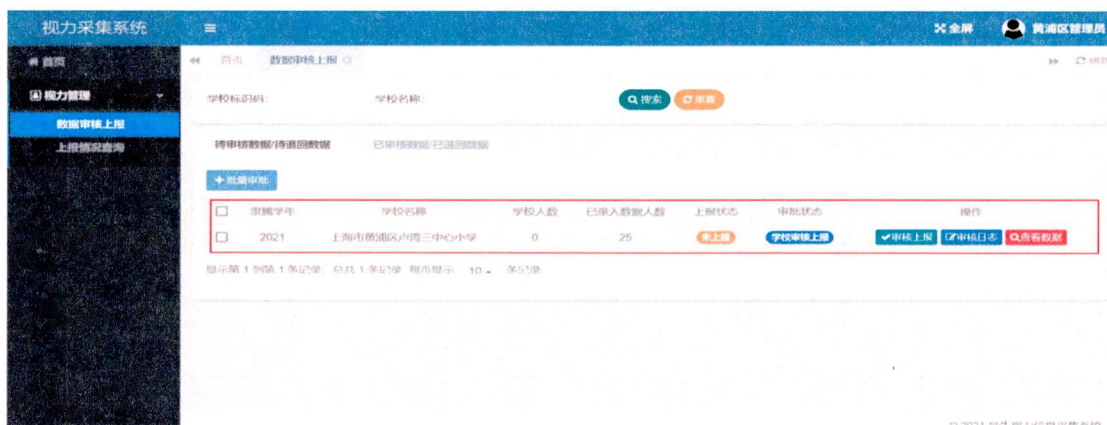 视力采集系统
全屏
黄浦区管理员
首页
首页
数据审核上报
视力管理
数据审核上报
上报情况查询
学校标识码:
学校名称:
搜索
重置
待审核数据/待退回数据
已审核数据/已退回数据
+批量审批
隶属学年 学校名称 学校人数 已录入数据人数 上报状态 审批状态 操作
2021 上海市黄浦区卢湾三中心小学 0 25 未上报 学校审核上报 审核上报 审核日志 查看数据
显示第 1 到第 1 条记录, 总共 1 条记录 每页显示 10 条记录